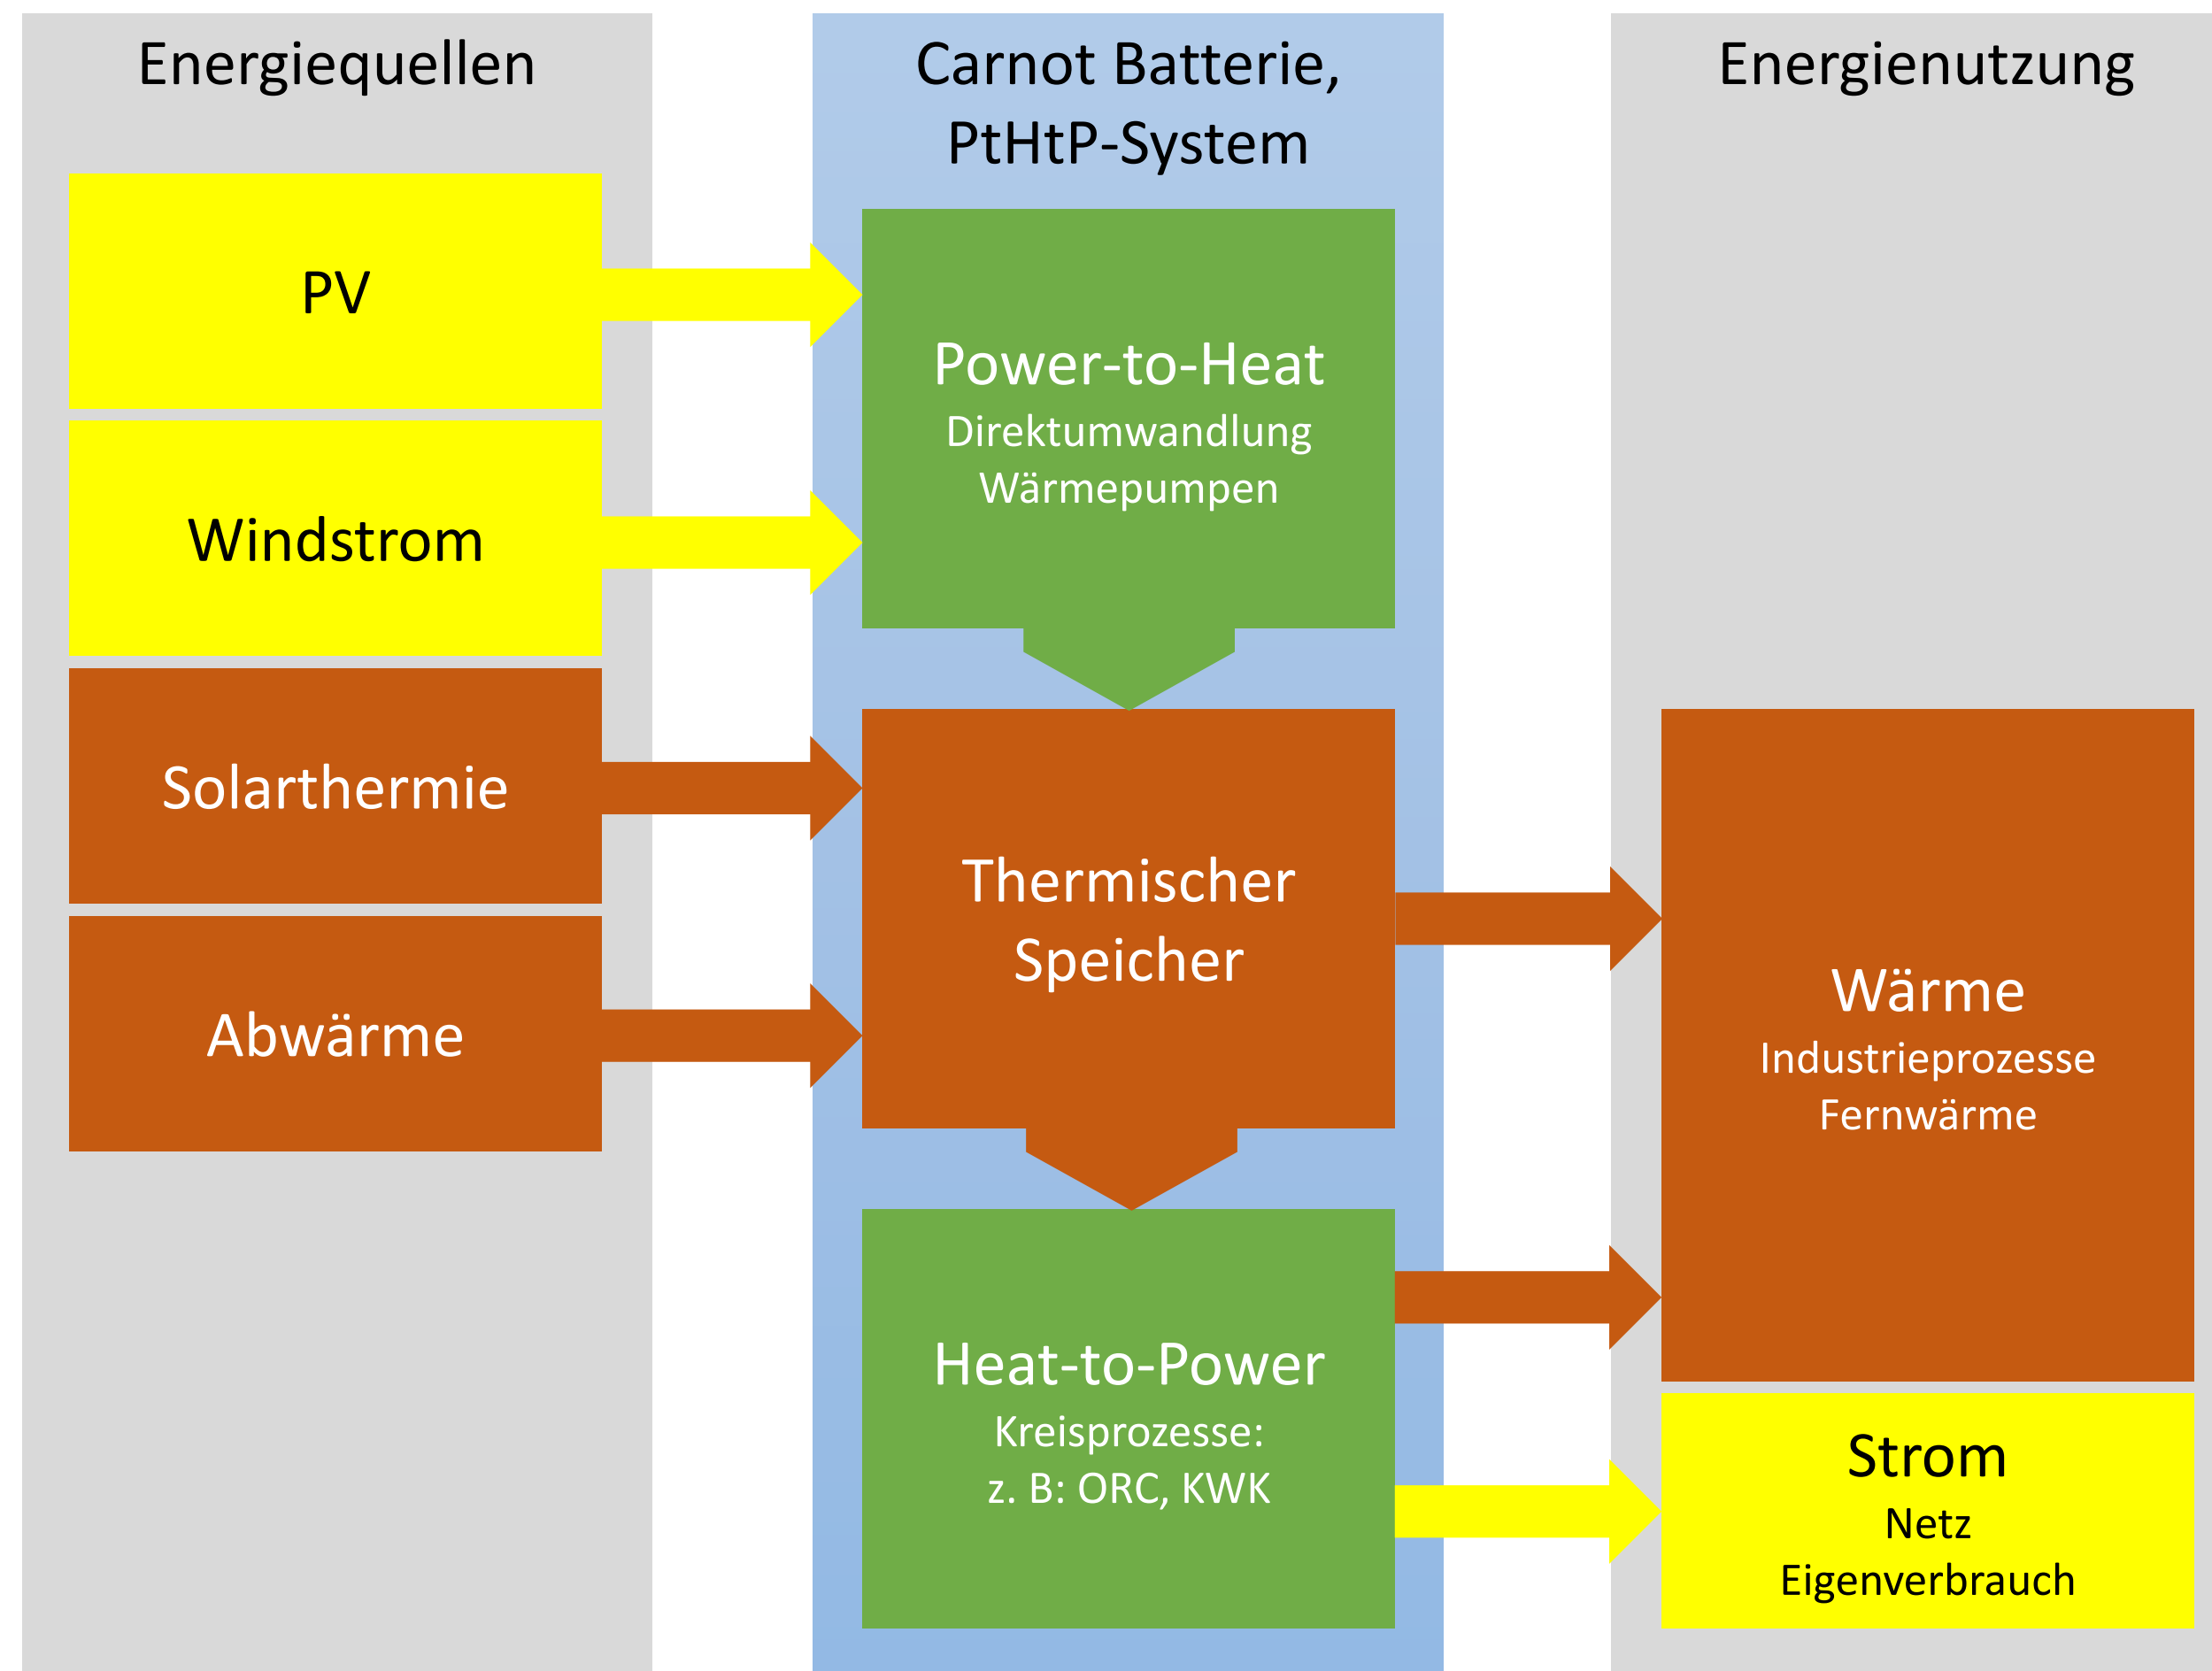 Energiequellen
PV
Windstrom
Solarthermie
Abwärme
Carnot Batterie,
PtHtP-System
Power-to-Heat
Direktumwandlung
Wärmepumpen
Thermischer
Speicher
Heat-to-Power
Kreisprozesse:
z. B: ORC, KWK
Energienutzung
Wärme
Industrieprozesse
Fernwärme
Strom
Netz
Eigenverbrauch